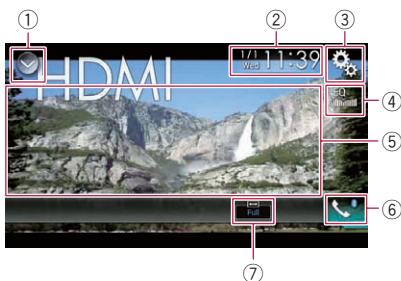 ① ② ③
HDMI
1/1
Wed
11:39
EQ
④
⑤
Full
⑥
⑦